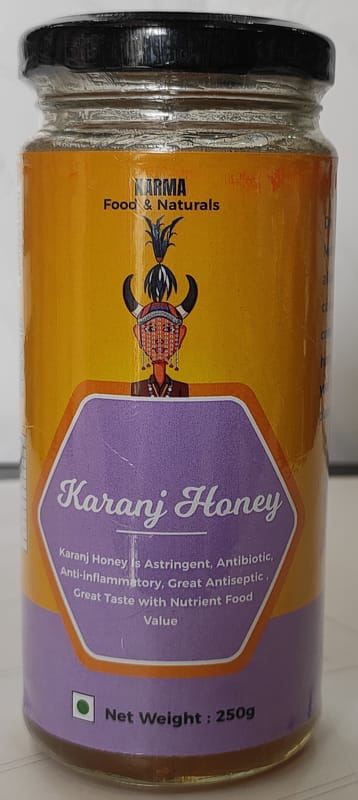 KARMA
Food & Naturals
Karanj Honey
Karanj Honey is Astringent, Antibiotic,
Anti-inflammatory, Great Antiseptic ,
Great Taste with Nutrient Food
Value
Net Weight : 250g